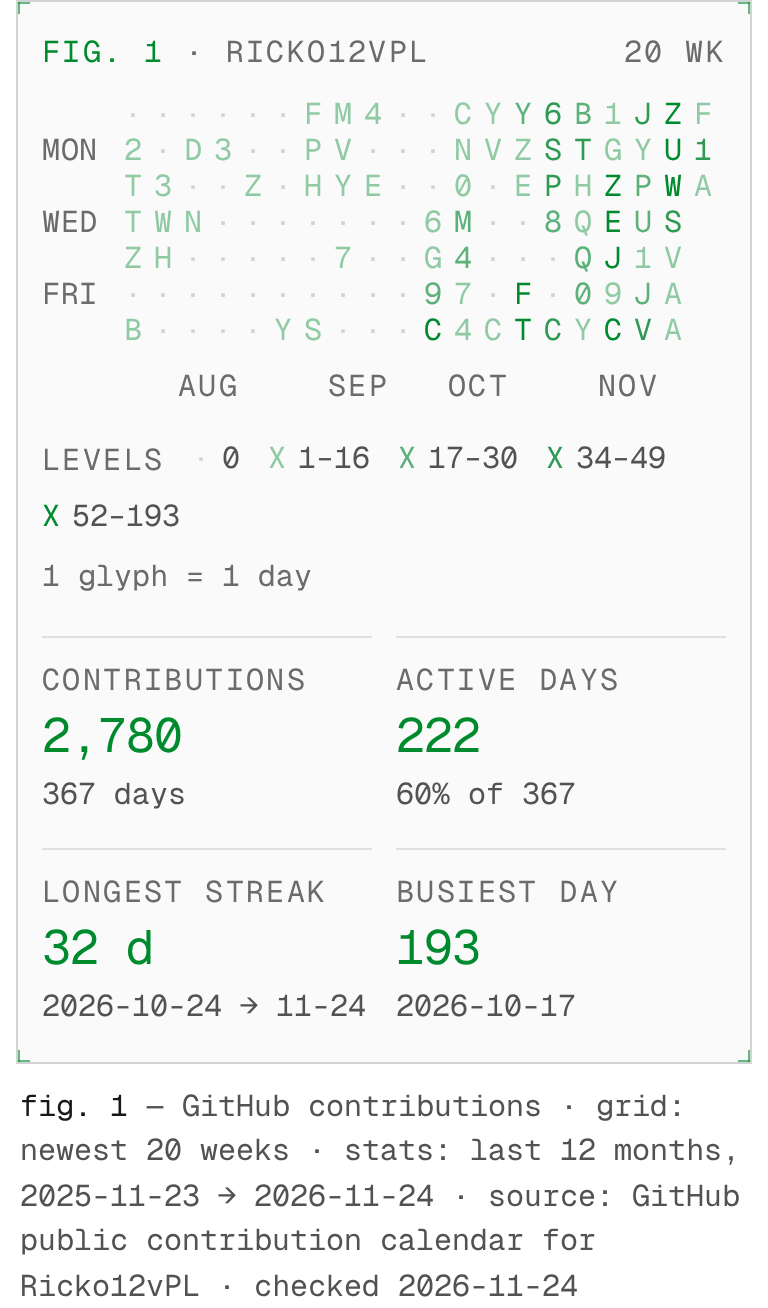 FIG. 1 · RICKO12VPL 20 WK
· · · · · · F M 4 · · C Y Y 6 B 1 J Z F
MON 2 · D 3 · · P V · · · N V Z S T G Y U 1
T 3 · · Z · H Y E · · 0 · E P H Z P W A
WED T W N · · · · · · · 6 M · · 8 Q E U S
Z H · · · · · 7 · · G 4 · · · Q J 1 V
FRI · · · · · · · · · · 9 7 · F · 0 9 J A
B · · · · Y S · · · C 4 C T C Y C V A
AUG SEP OCT NOV
LEVELS · 0 X 1–16 X 17–30 X 34–49
X 52–193
1 glyph = 1 day
CONTRIBUTIONS ACTIVE DAYS
2,780 222
367 days 60% of 367
LONGEST STREAK BUSIEST DAY
32 d 193
2026-10-24 → 11-24 2026-10-17
fig. 1 — GitHub contributions · grid:
newest 20 weeks · stats: last 12 months,
2025-11-23 → 2026-11-24 · source: GitHub
public contribution calendar for
Ricko12vPL · checked 2026-11-24